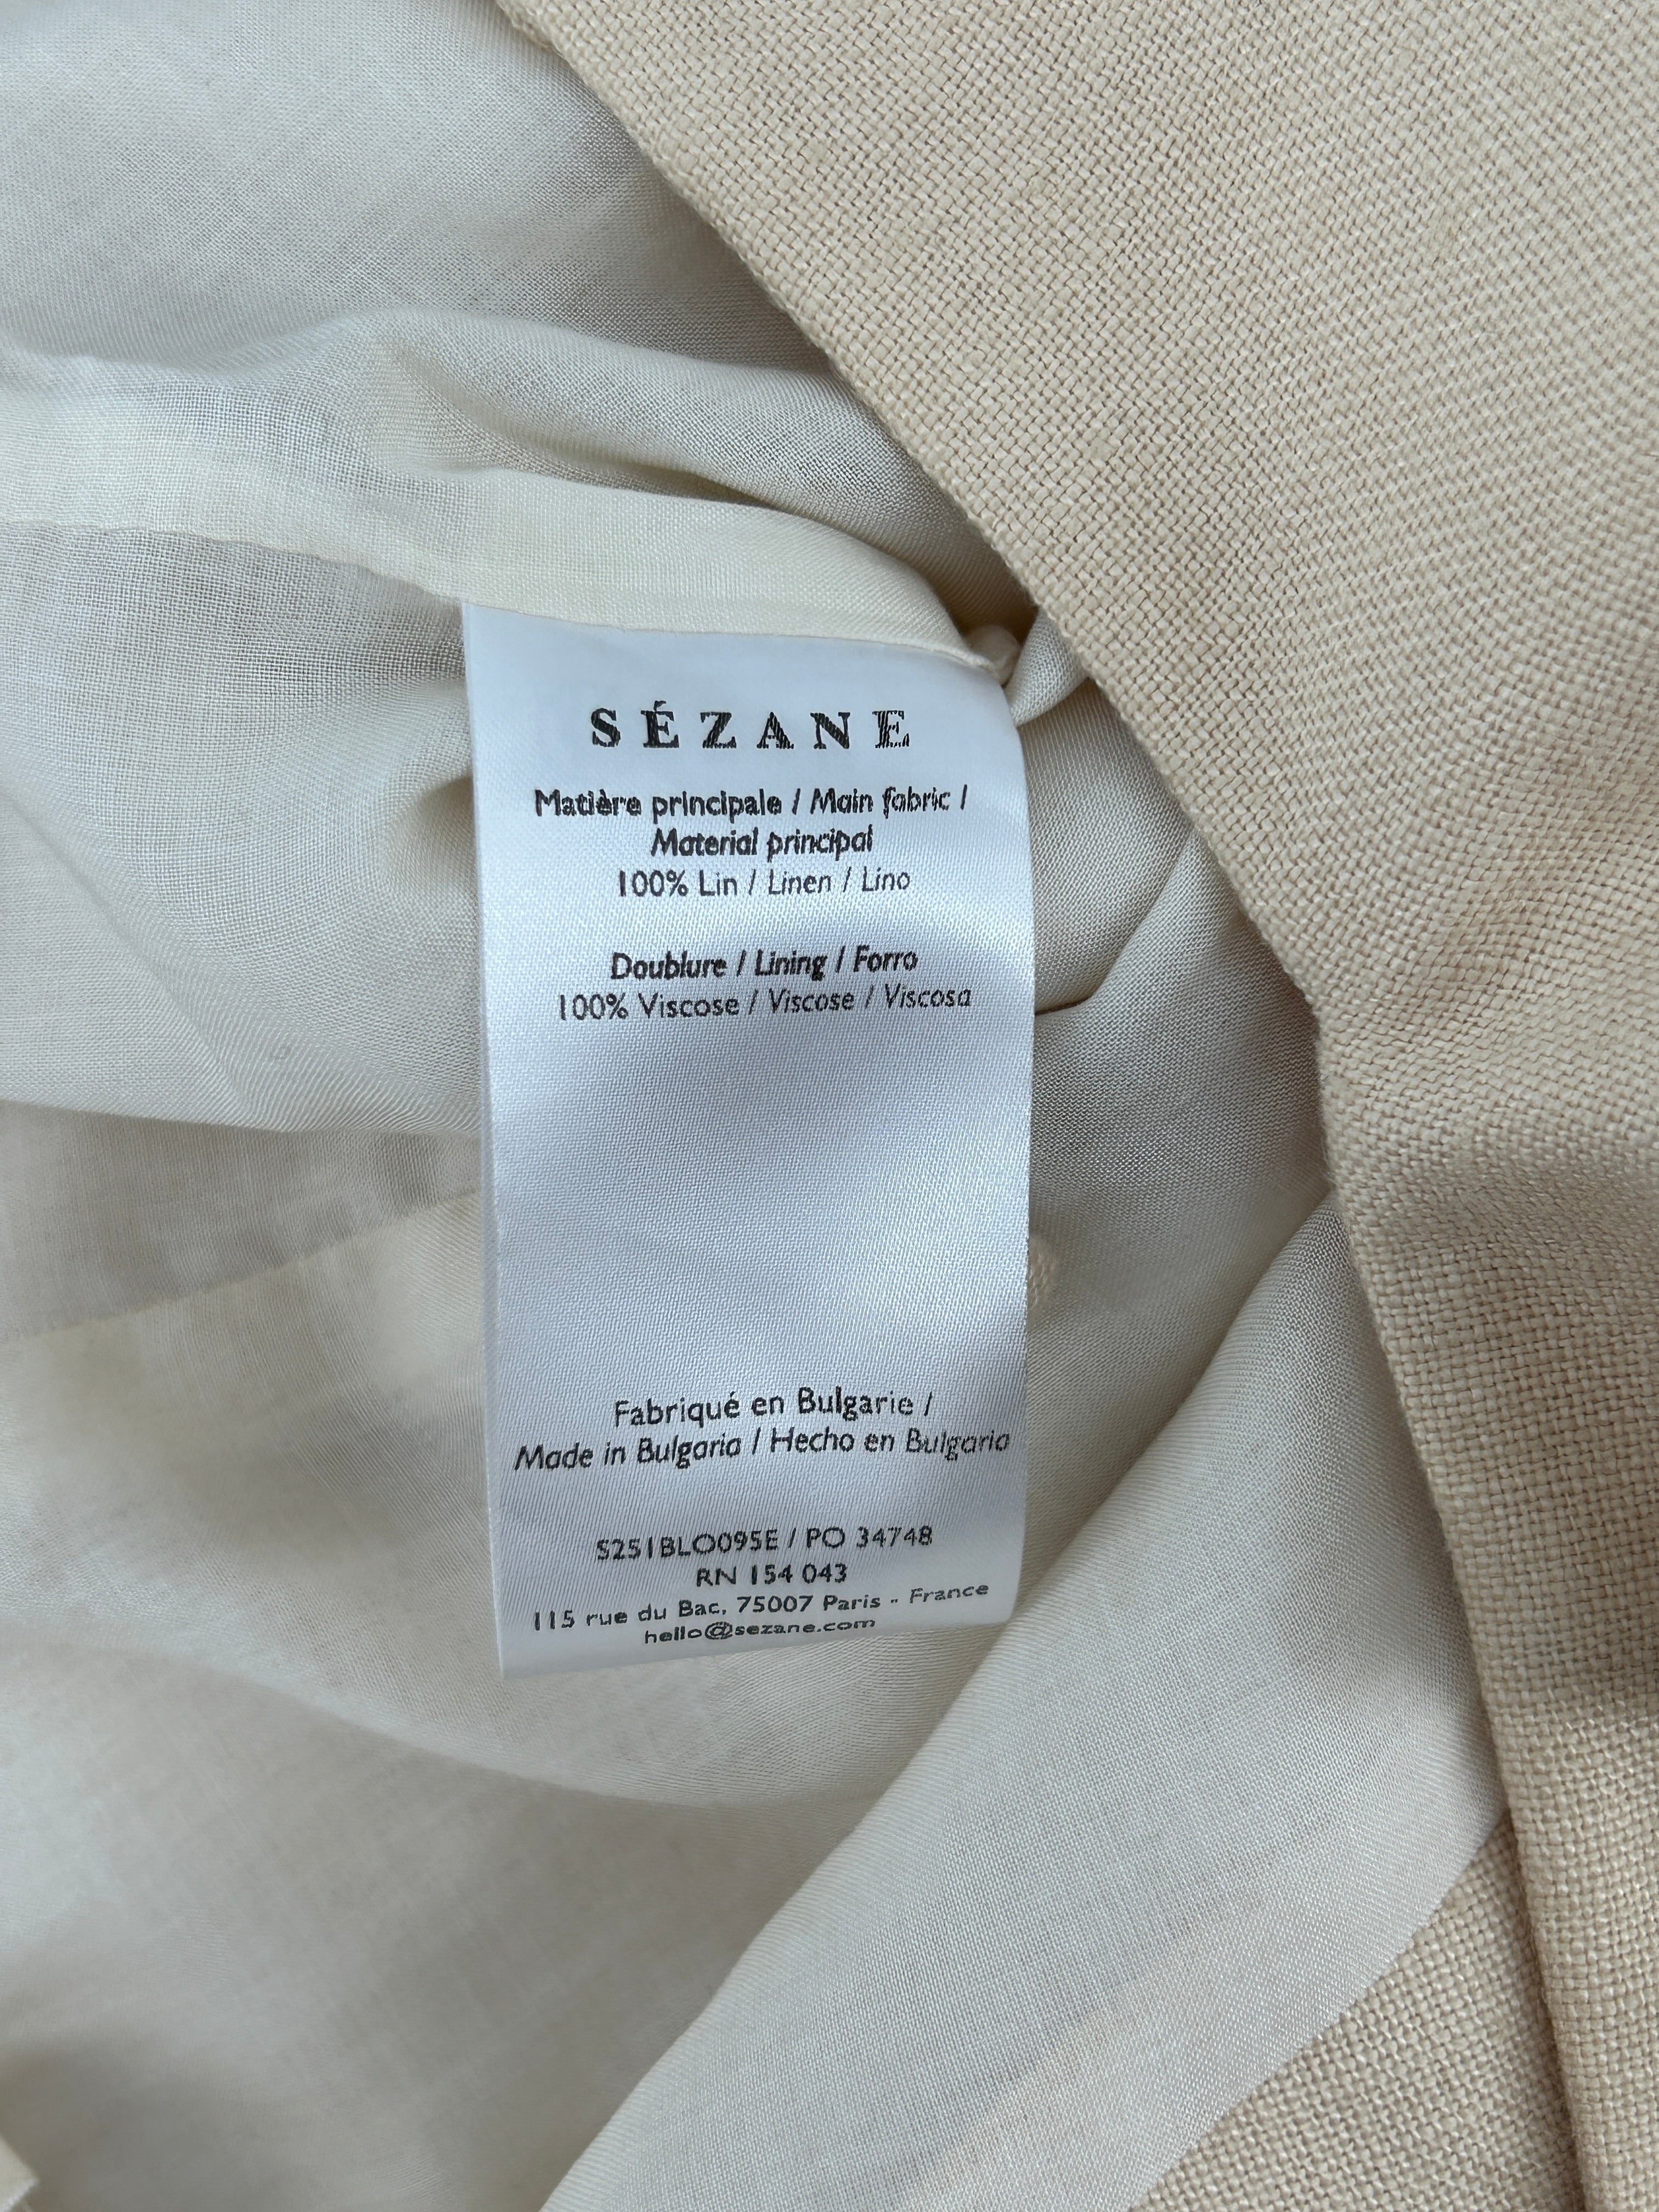 SÉZANE
Matière principale / Main fabric /
Material principal
100% Lin / Linen / Lino
Doublure / Lining / Forro
100% Viscose / Viscose / Viscosa
Fabriqué en Bulgarie /
Made in Bulgaria / Hecho en Bulgaria
S251BLO095E / PO 34748
RN 154 043
115 rue du Bac, 75007 Paris - France
hello@sezane.com